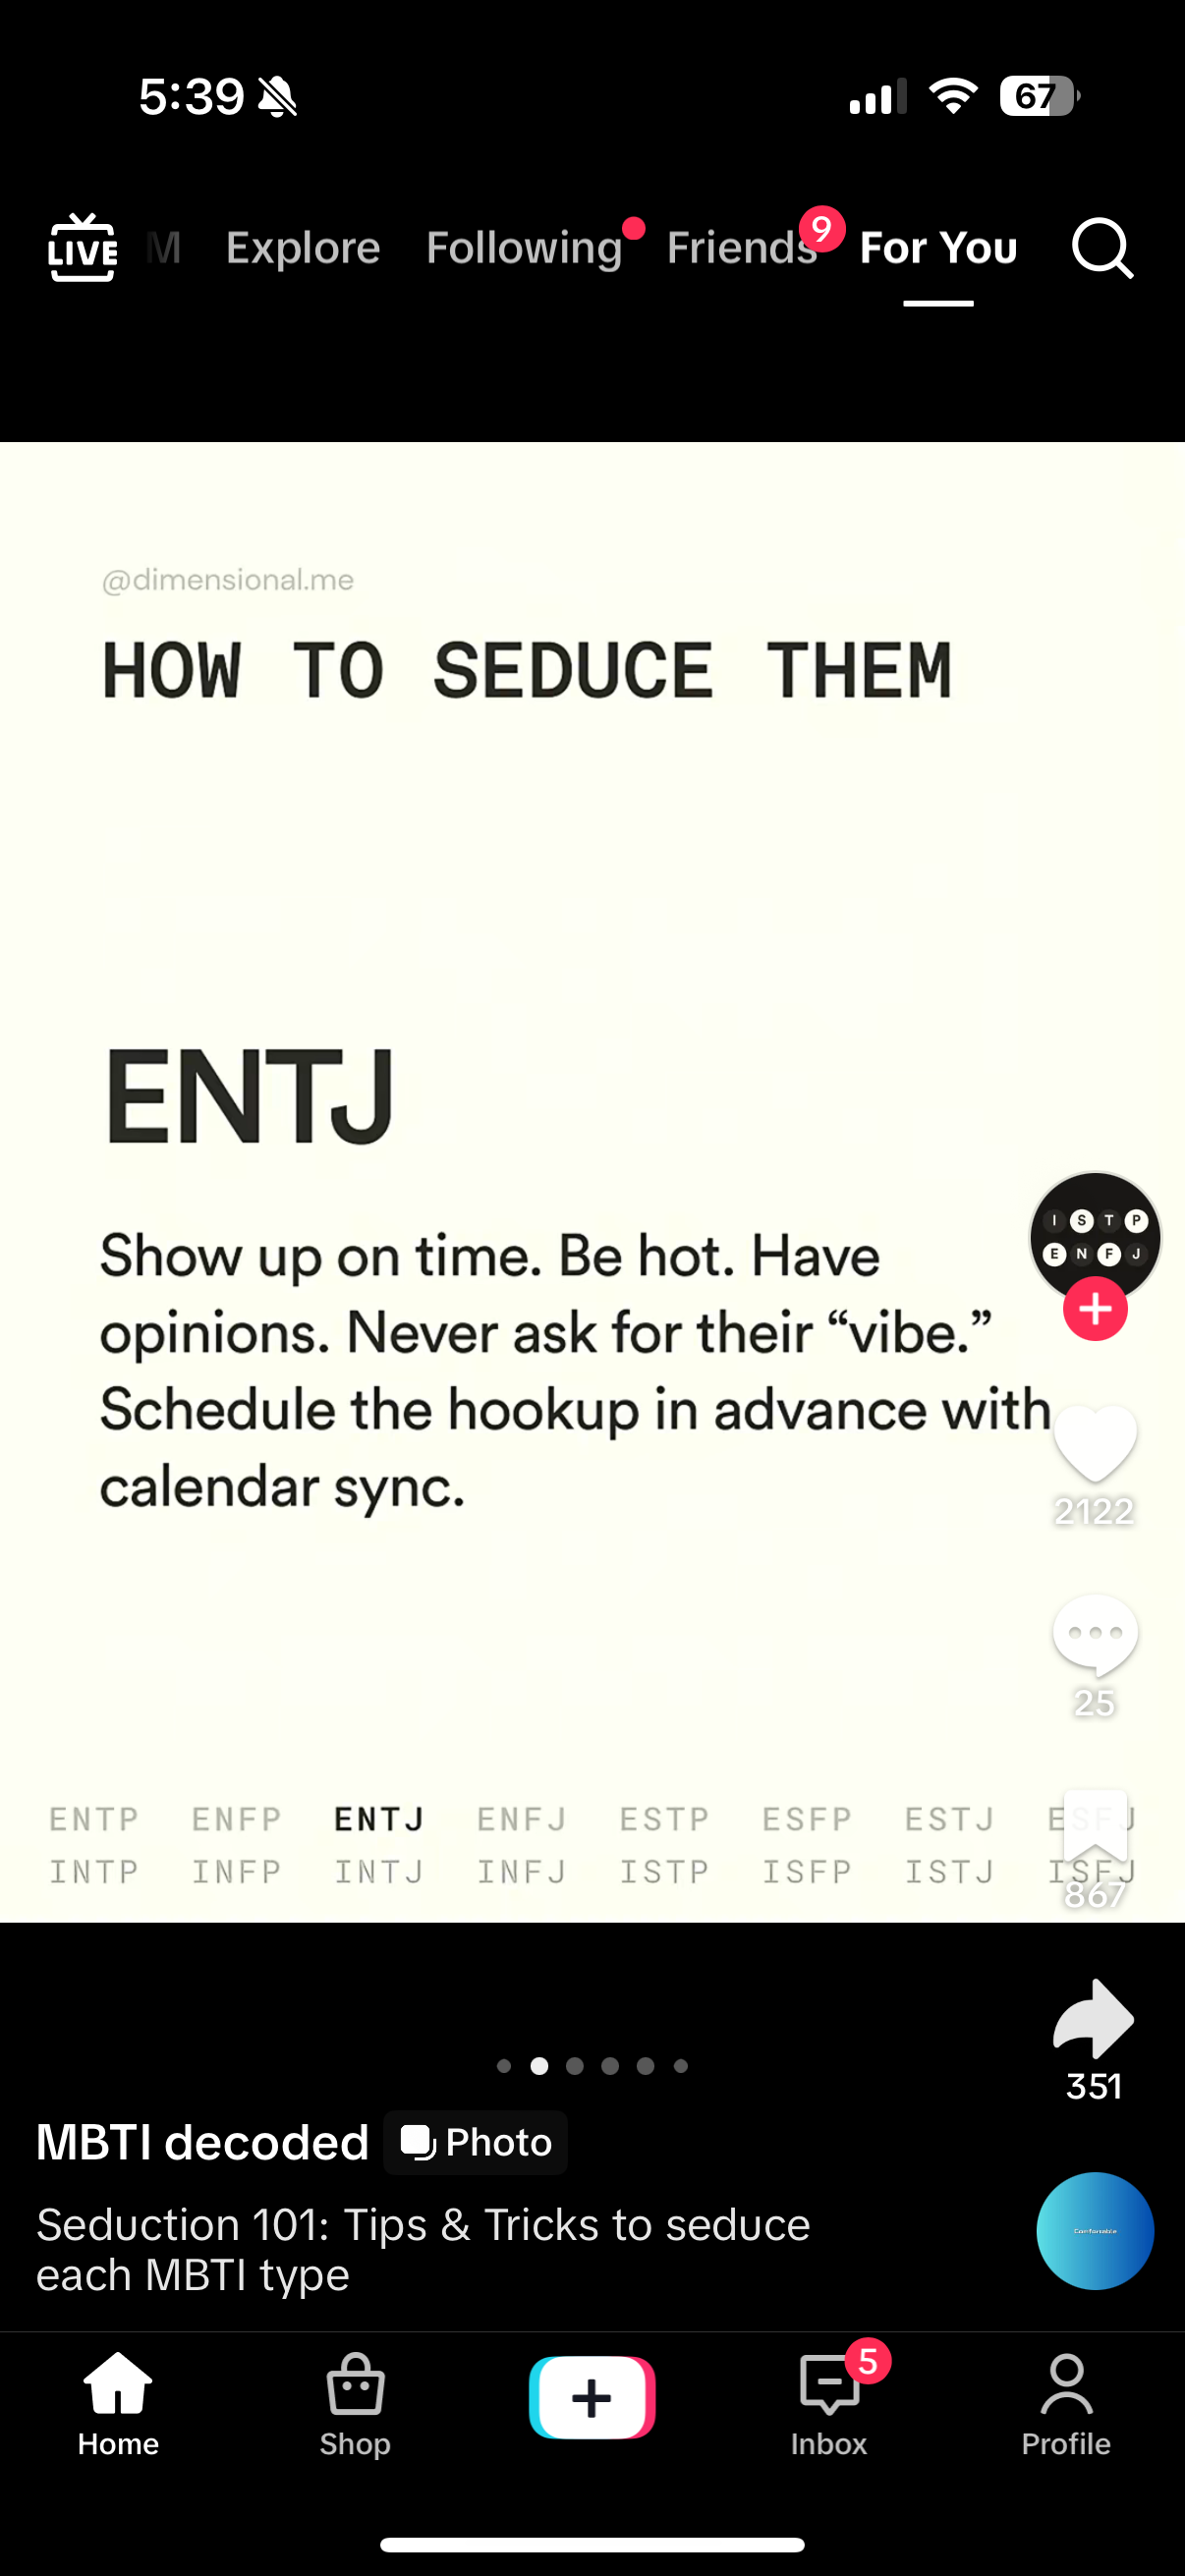 5:39
67
LIVE M Explore Following Friends 9 For You
@dimensional.me
HOW TO SEDUCE THEM
ENTJ
Show up on time. Be hot. Have
opinions. Never ask for their “vibe.”
Schedule the hookup in advance with
calendar sync.
I S T P
E N F J
2122
25
ENTP ENFP ENTJ ENFJ ESTP ESFP ESTJ ESFJ
INTP INFP INTJ INFJ ISTP ISFP ISTJ ISFJ
867
351
MBTI decoded Photo
Seduction 101: Tips & Tricks to seduce
each MBTI type
5
Home Shop Inbox Profile